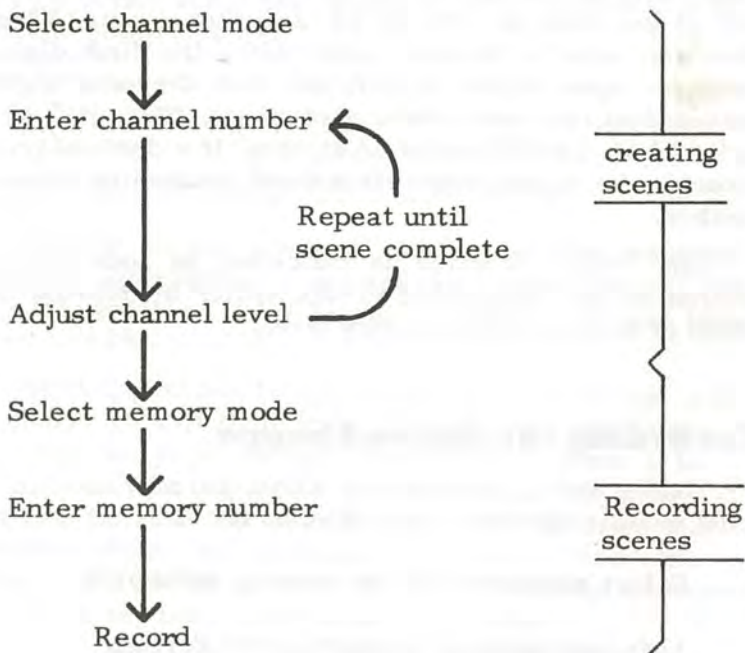 Select channel mode
Enter channel number
creating
scenes
Repeat until
scene complete
Adjust channel level
Select memory mode
Enter memory number
Recording
scenes
Record